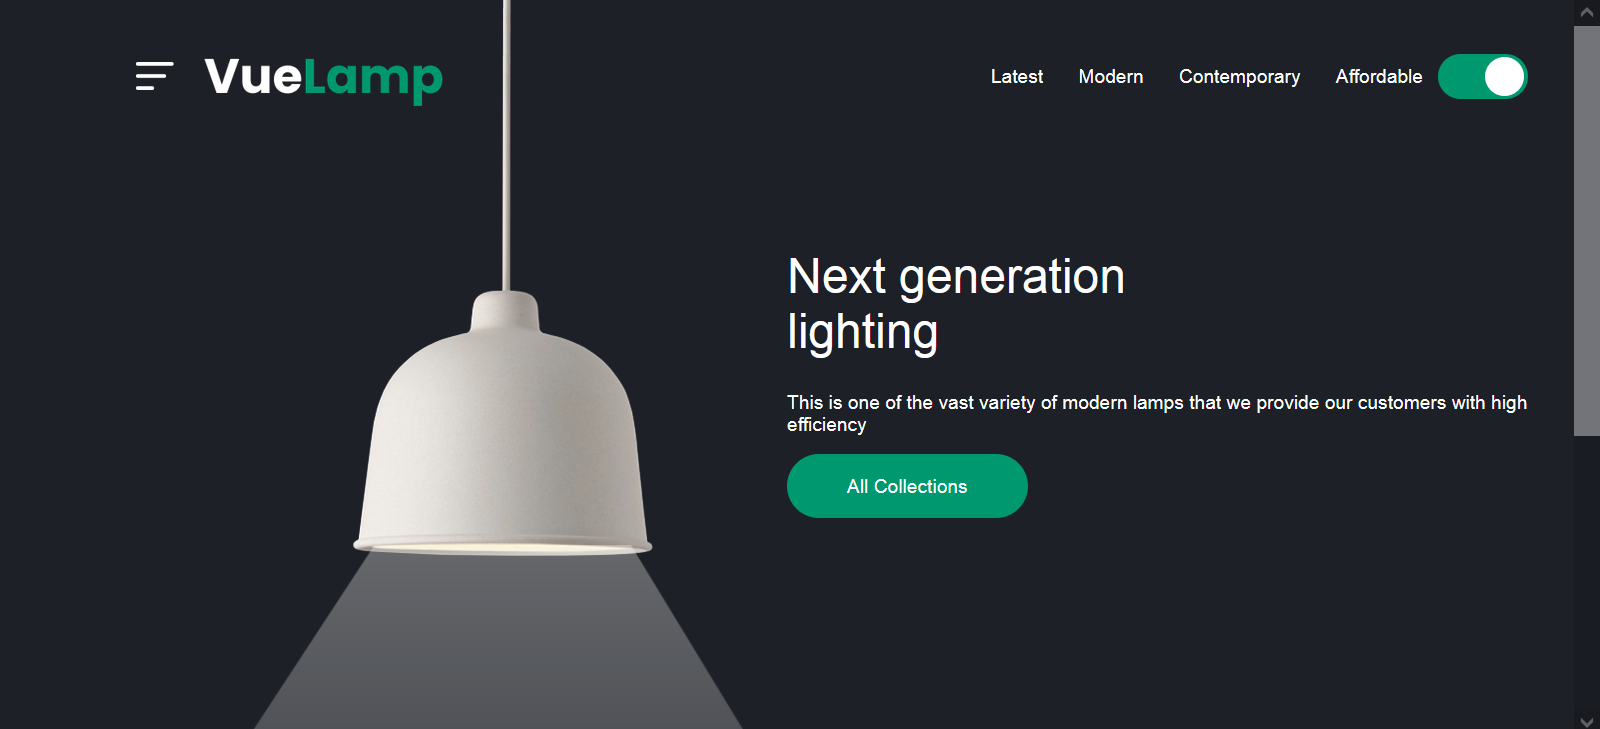 VueLamp
Latest Modern Contemporary Affordable
Next generation
lighting
This is one of the vast variety of modern lamps that we provide our customers with high
efficiency
All Collections